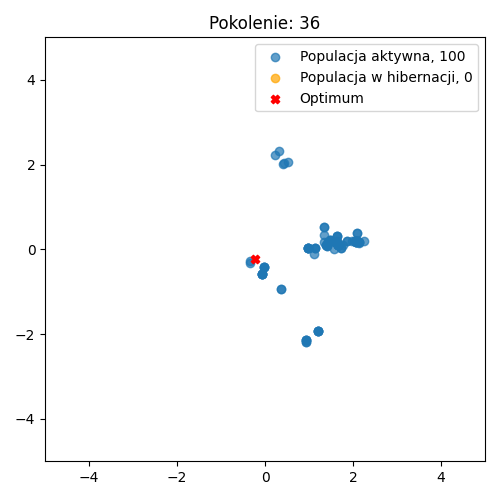 Pokolenie: 36
Populacja aktywna, 100
Populacja w hibernacji, 0
Optimum
4
2
0
−2
−4
−4 −2 0 2 4